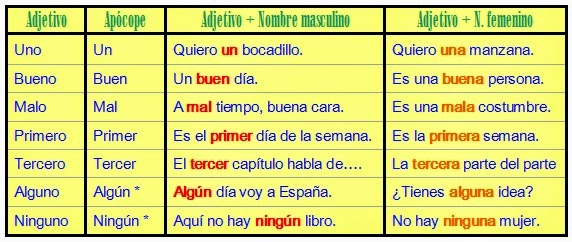 Adjetivo Apócope Adjetivo + Nombre masculino Adjetivo + N. femenino
Uno Un Quiero un bocadillo. Quiero una manzana.
Bueno Buen Un buen día. Es una buena persona.
Malo Mal A mal tiempo, buena cara. Es una mala costumbre.
Primero Primer Es el primer día de la semana. Es la primera semana.
Tercero Tercer El tercer capítulo habla de…. La tercera parte del parte
Alguno Algún * Algún día voy a España. ¿Tienes alguna idea?
Ninguno Ningún * Aquí no hay ningún libro. No hay ninguna mujer.